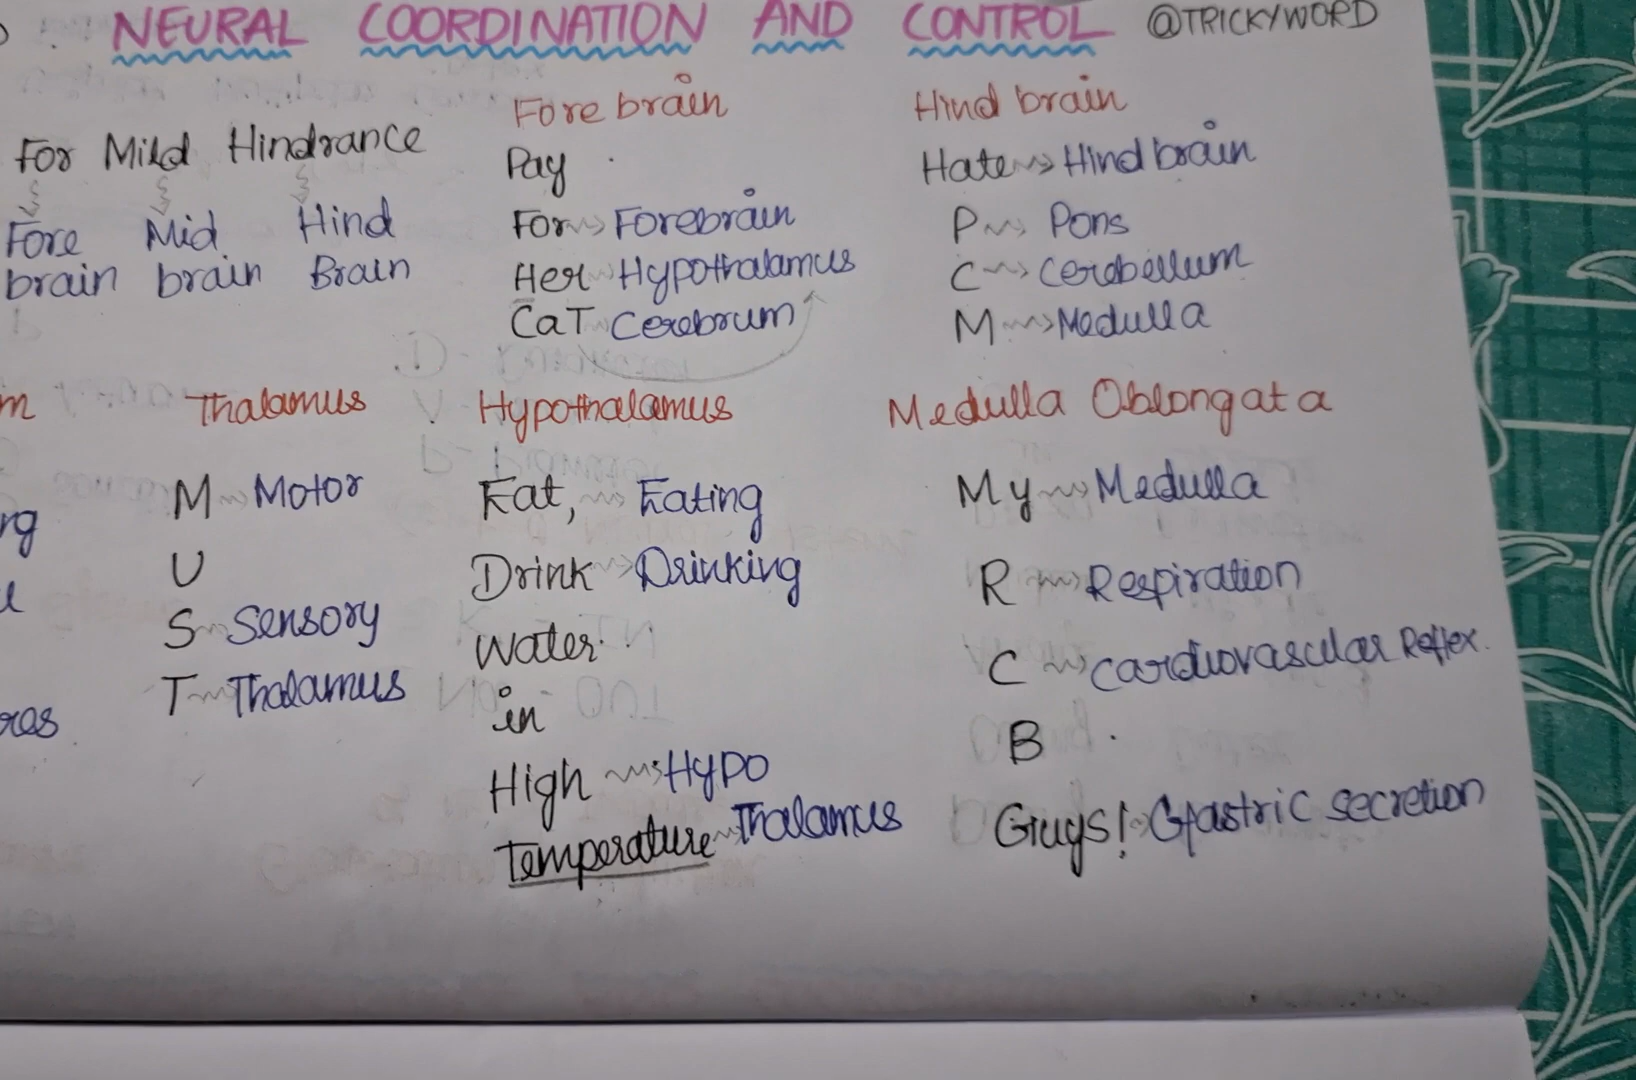 NEURAL COORDINATION AND CONTROL @TRICKYWORD
For Mild Hindrance
Fore Mid Hind
brain brain Brain
Fore brain
Pay
For Forebrain
Her Hypothalamus
CaT Cerebrum
Hind brain
Hate Hind brain
P Pons
C Cerebellum
M Medulla
Thalamus
M Motor
U
S Sensory
T Thalamus
Hypothalamus
Eat, Eating
Drink Drinking
Water
in
High Hypo
Temperature Thalamus
Medulla Oblongata
My Medulla
R Respiration
C Cardiovascular Reflex.
B
Guys! Gastric secretion